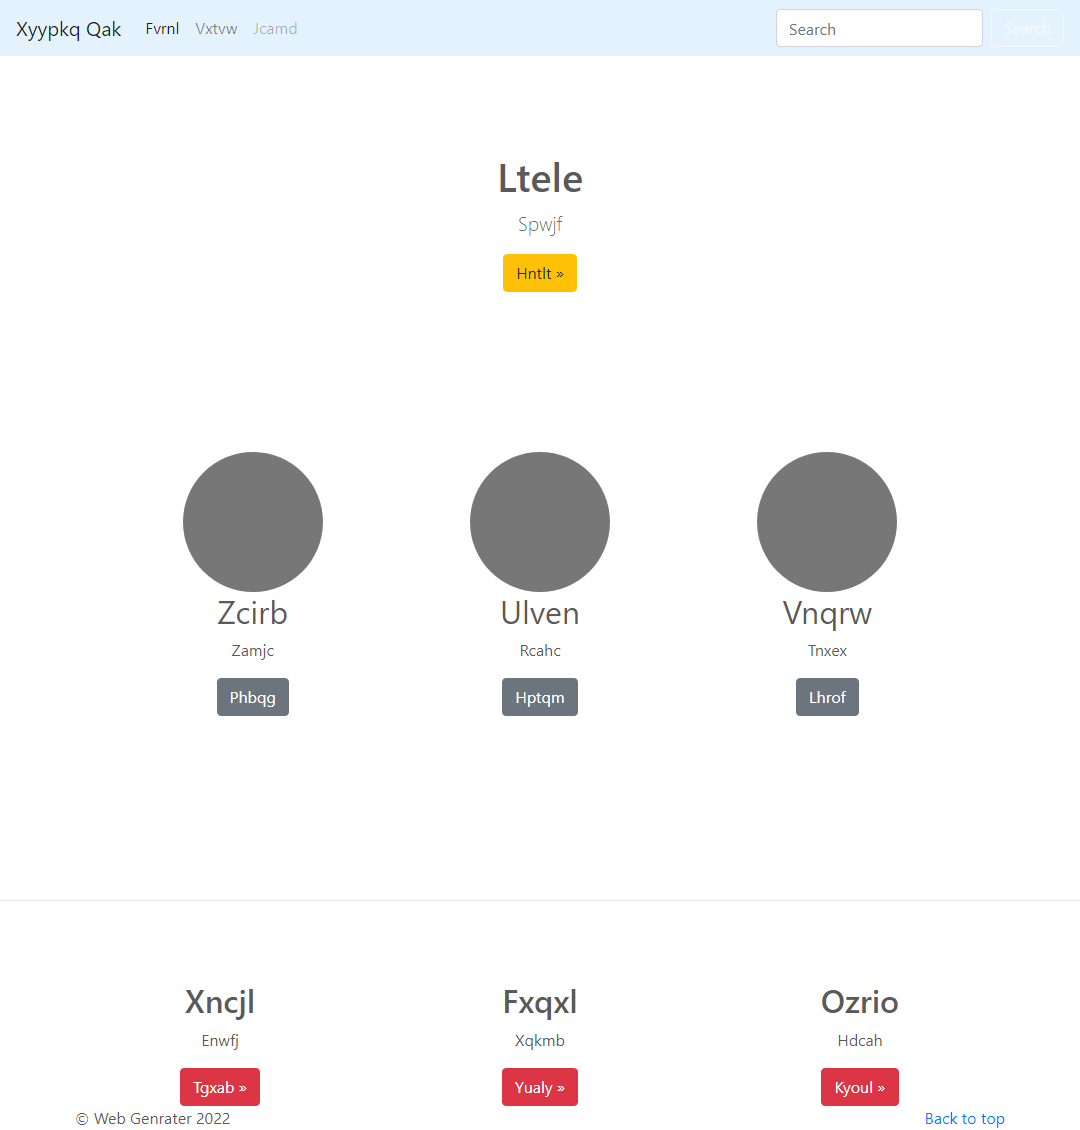 Xyypkq Qak Fvrnl Vxtvw Jcamd Search Search
Ltele
Spwjf
Hntlt »
Zcirb Ulven Vnqrw
Zamjc Rcahc Tnxex
Phbqg Hptqm Lhrof
Xncjl Fxqxl Ozrio
Enwfj Xqkmb Hdcah
Tgxab » Yualy » Kyoul »
© Web Genrater 2022 Back to top